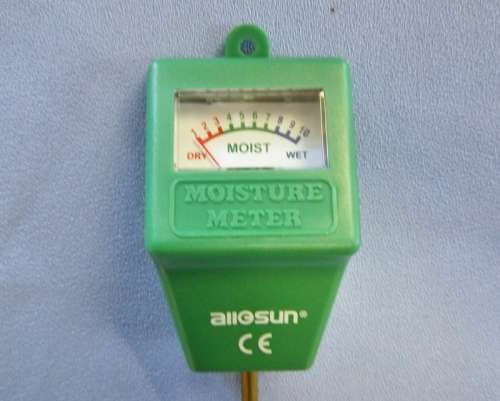 1 2 3 4 5 6 7 8 9 10
DRY MOIST WET
MOISTURE
METER
allosun®
CE